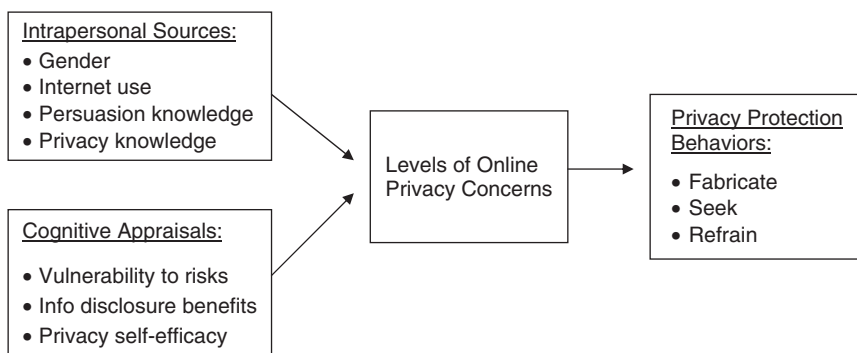 Intrapersonal Sources:
• Gender
• Internet use
• Persuasion knowledge
• Privacy knowledge
Cognitive Appraisals:
• Vulnerability to risks
• Info disclosure benefits
• Privacy self-efficacy
Levels of Online
Privacy Concerns
Privacy Protection
Behaviors:
• Fabricate
• Seek
• Refrain